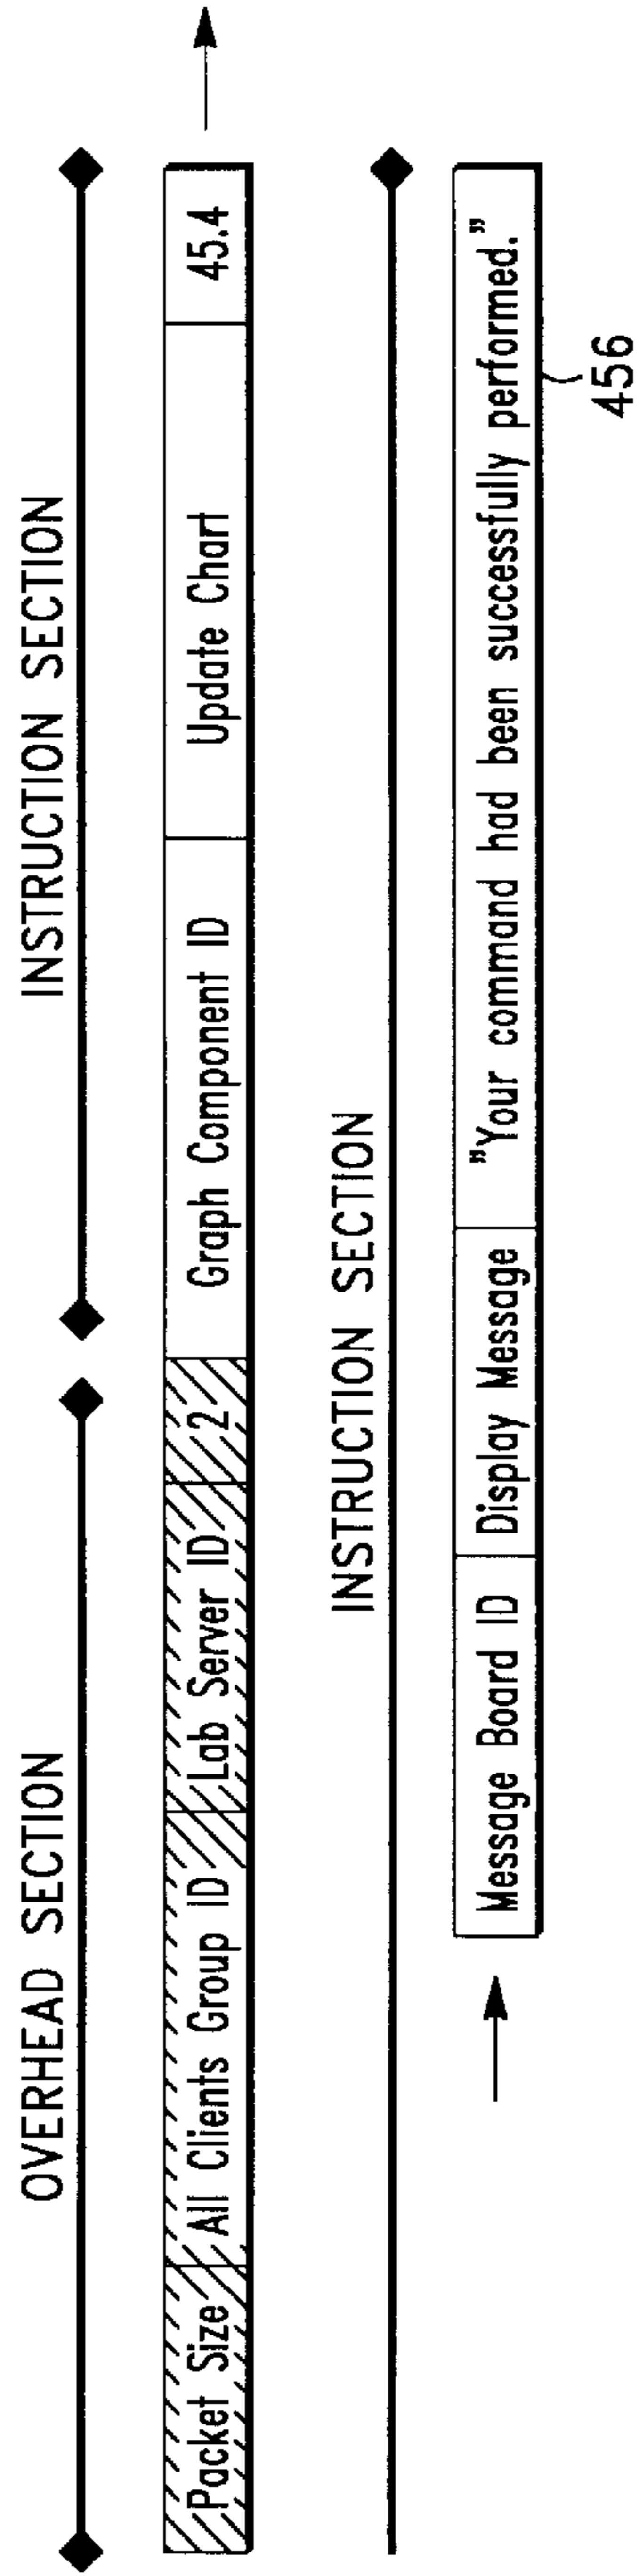 OVERHEAD SECTION INSTRUCTION SECTION
Packet Size All Clients Group ID Lab Server ID 2 Graph Component ID Update Chart 45.4
INSTRUCTION SECTION
Message Board ID Display Message "Your command had been successfully performed."
456